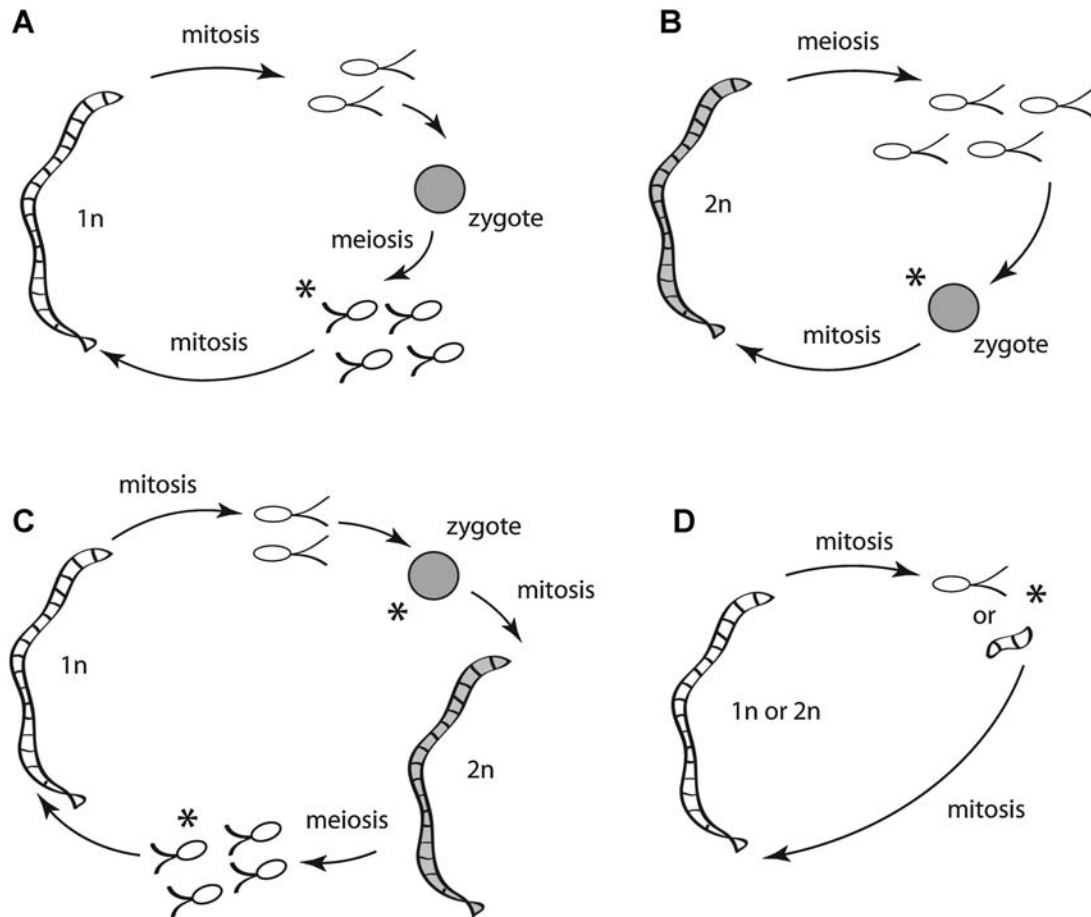 A
mitosis
1n
zygote
meiosis
*
mitosis
B
meiosis
2n
*
zygote
mitosis
C
mitosis
zygote
*
mitosis
1n
2n
*
meiosis
D
mitosis
*
or
1n or 2n
mitosis